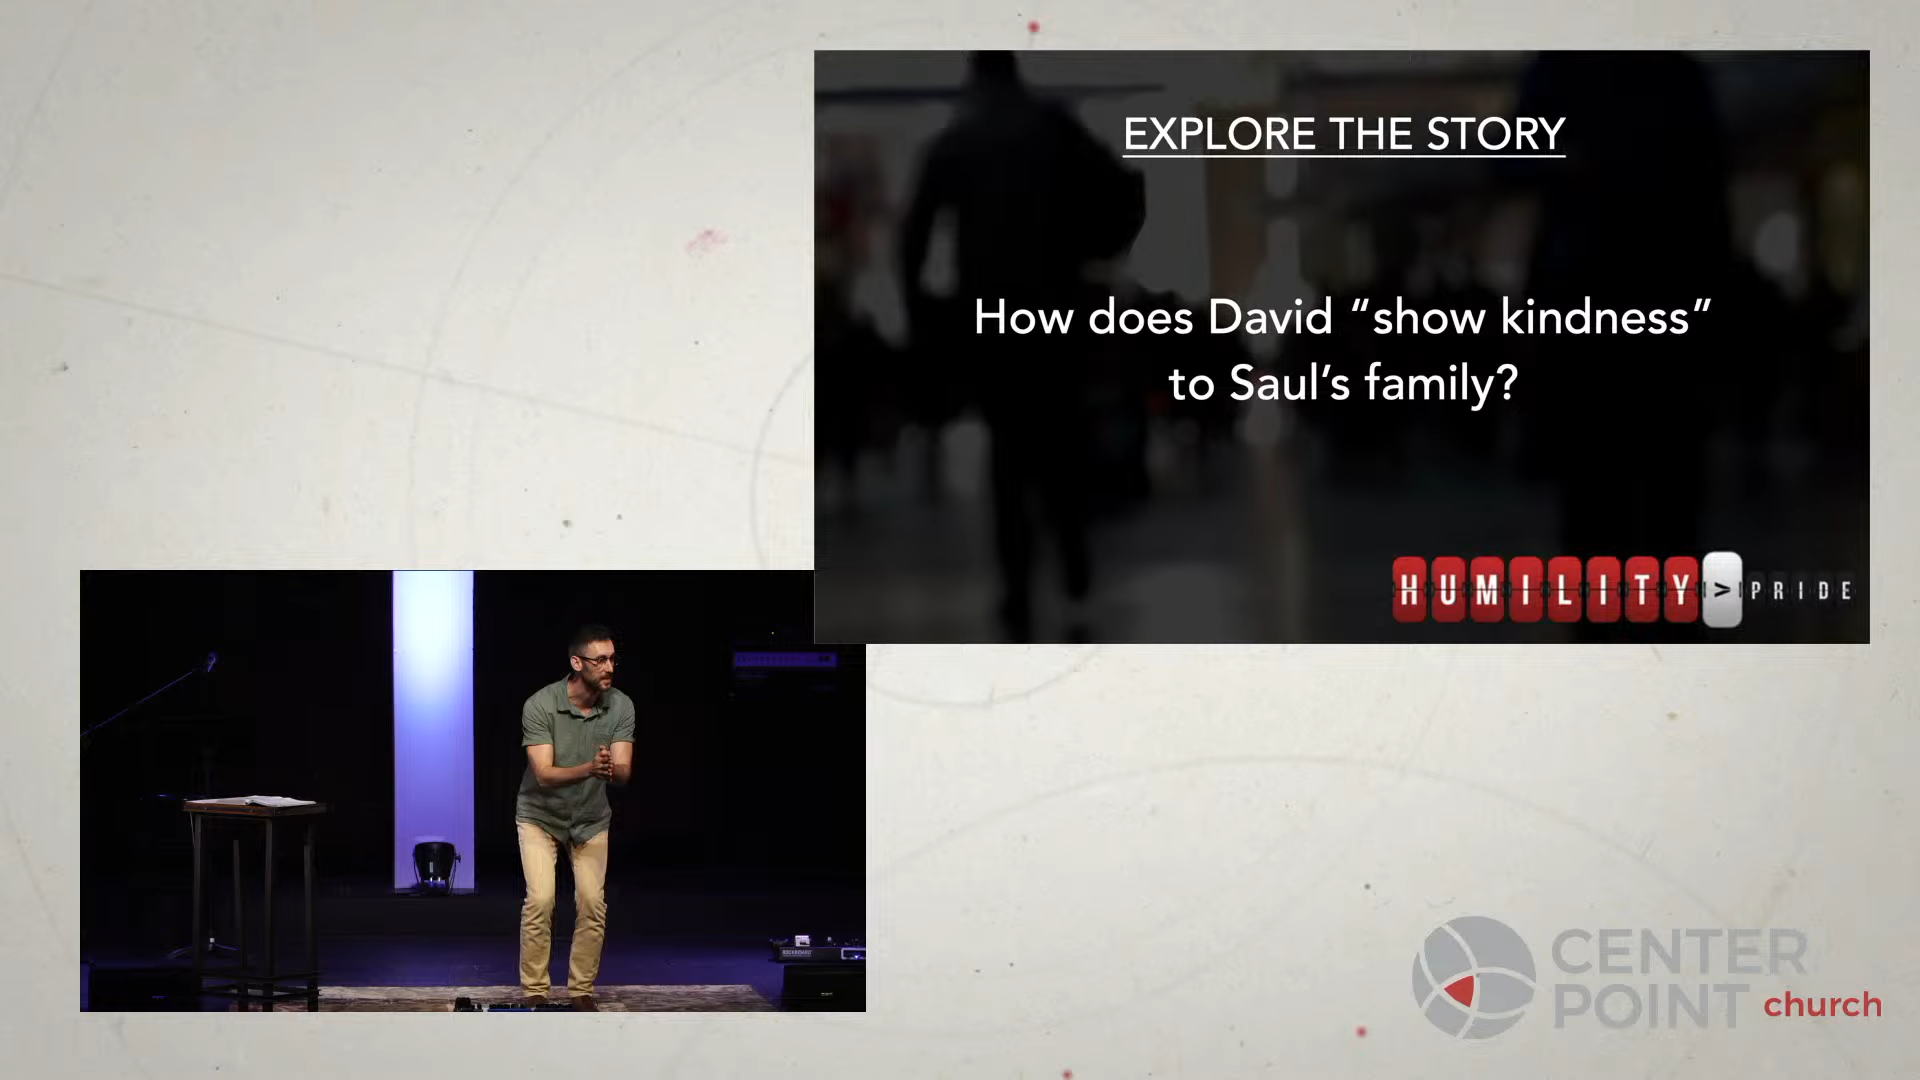 EXPLORE THE STORY
How does David “show kindness”
to Saul’s family?
HUMILITY > PRIDE
CENTER
POINT church